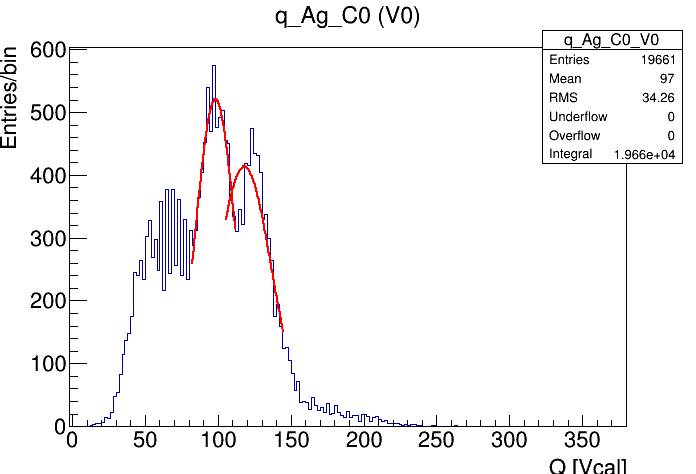 q_Ag_C0 (V0)
q_Ag_C0_V0
Entries 19661
Mean 97
RMS 34.26
Underflow 0
Overflow 0
Integral 1.966e+04
Entries/bin
600
500
400
300
200
100
0
0 50 100 150 200 250 300 350
Q [Vcal]